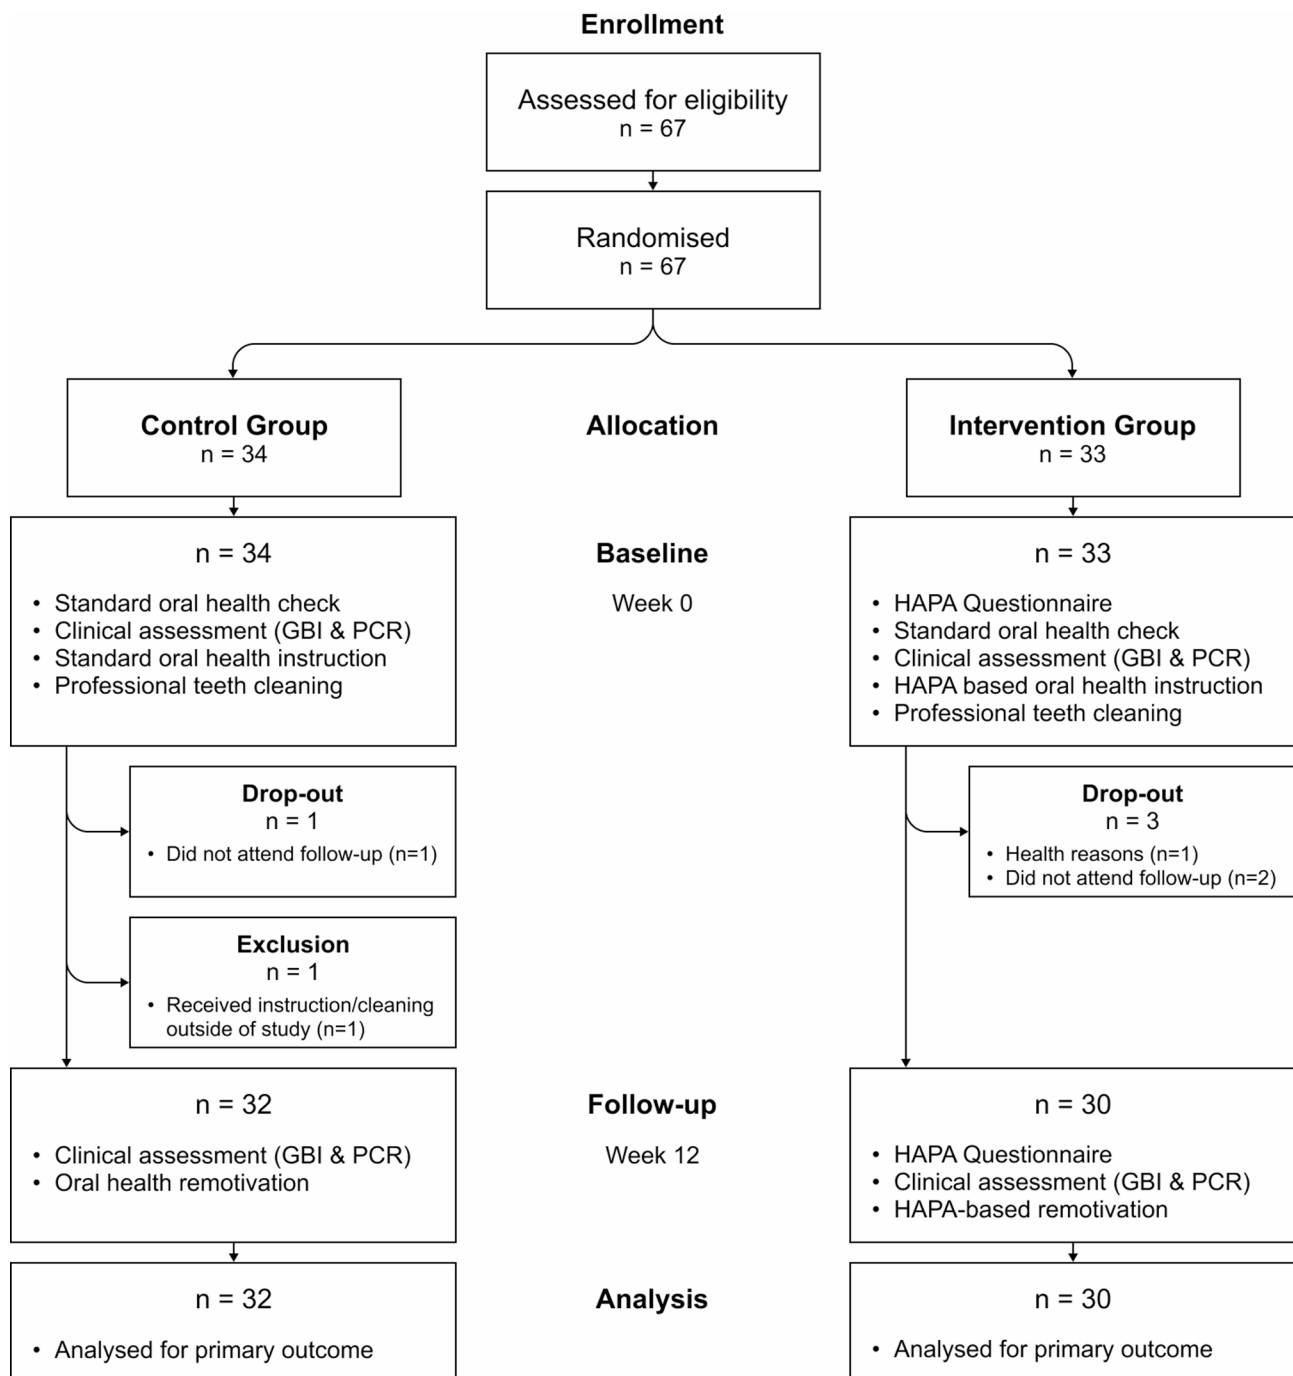 Enrollment
Assessed for eligibility
n = 67
Randomised
n = 67
Control Group
n = 34
Allocation
Intervention Group
n = 33
n = 34
• Standard oral health check
• Clinical assessment (GBI & PCR)
• Standard oral health instruction
• Professional teeth cleaning
Baseline
Week 0
n = 33
• HAPA Questionnaire
• Standard oral health check
• Clinical assessment (GBI & PCR)
• HAPA based oral health instruction
• Professional teeth cleaning
Drop-out
n = 1
• Did not attend follow-up (n=1)
Drop-out
n = 3
• Health reasons (n=1)
• Did not attend follow-up (n=2)
Exclusion
n = 1
• Received instruction/cleaning
outside of study (n=1)
n = 32
• Clinical assessment (GBI & PCR)
• Oral health remotivation
Follow-up
Week 12
n = 30
• HAPA Questionnaire
• Clinical assessment (GBI & PCR)
• HAPA-based remotivation
n = 32
• Analysed for primary outcome
Analysis
n = 30
• Analysed for primary outcome